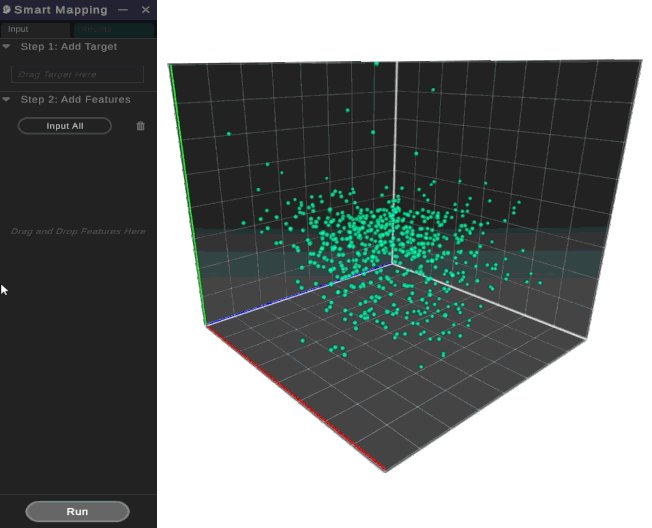 Smart Mapping
Input
Results
Step 1: Add Target
Drag Target Here
Step 2: Add Features
Input All
Drag and Drop Features Here
Run